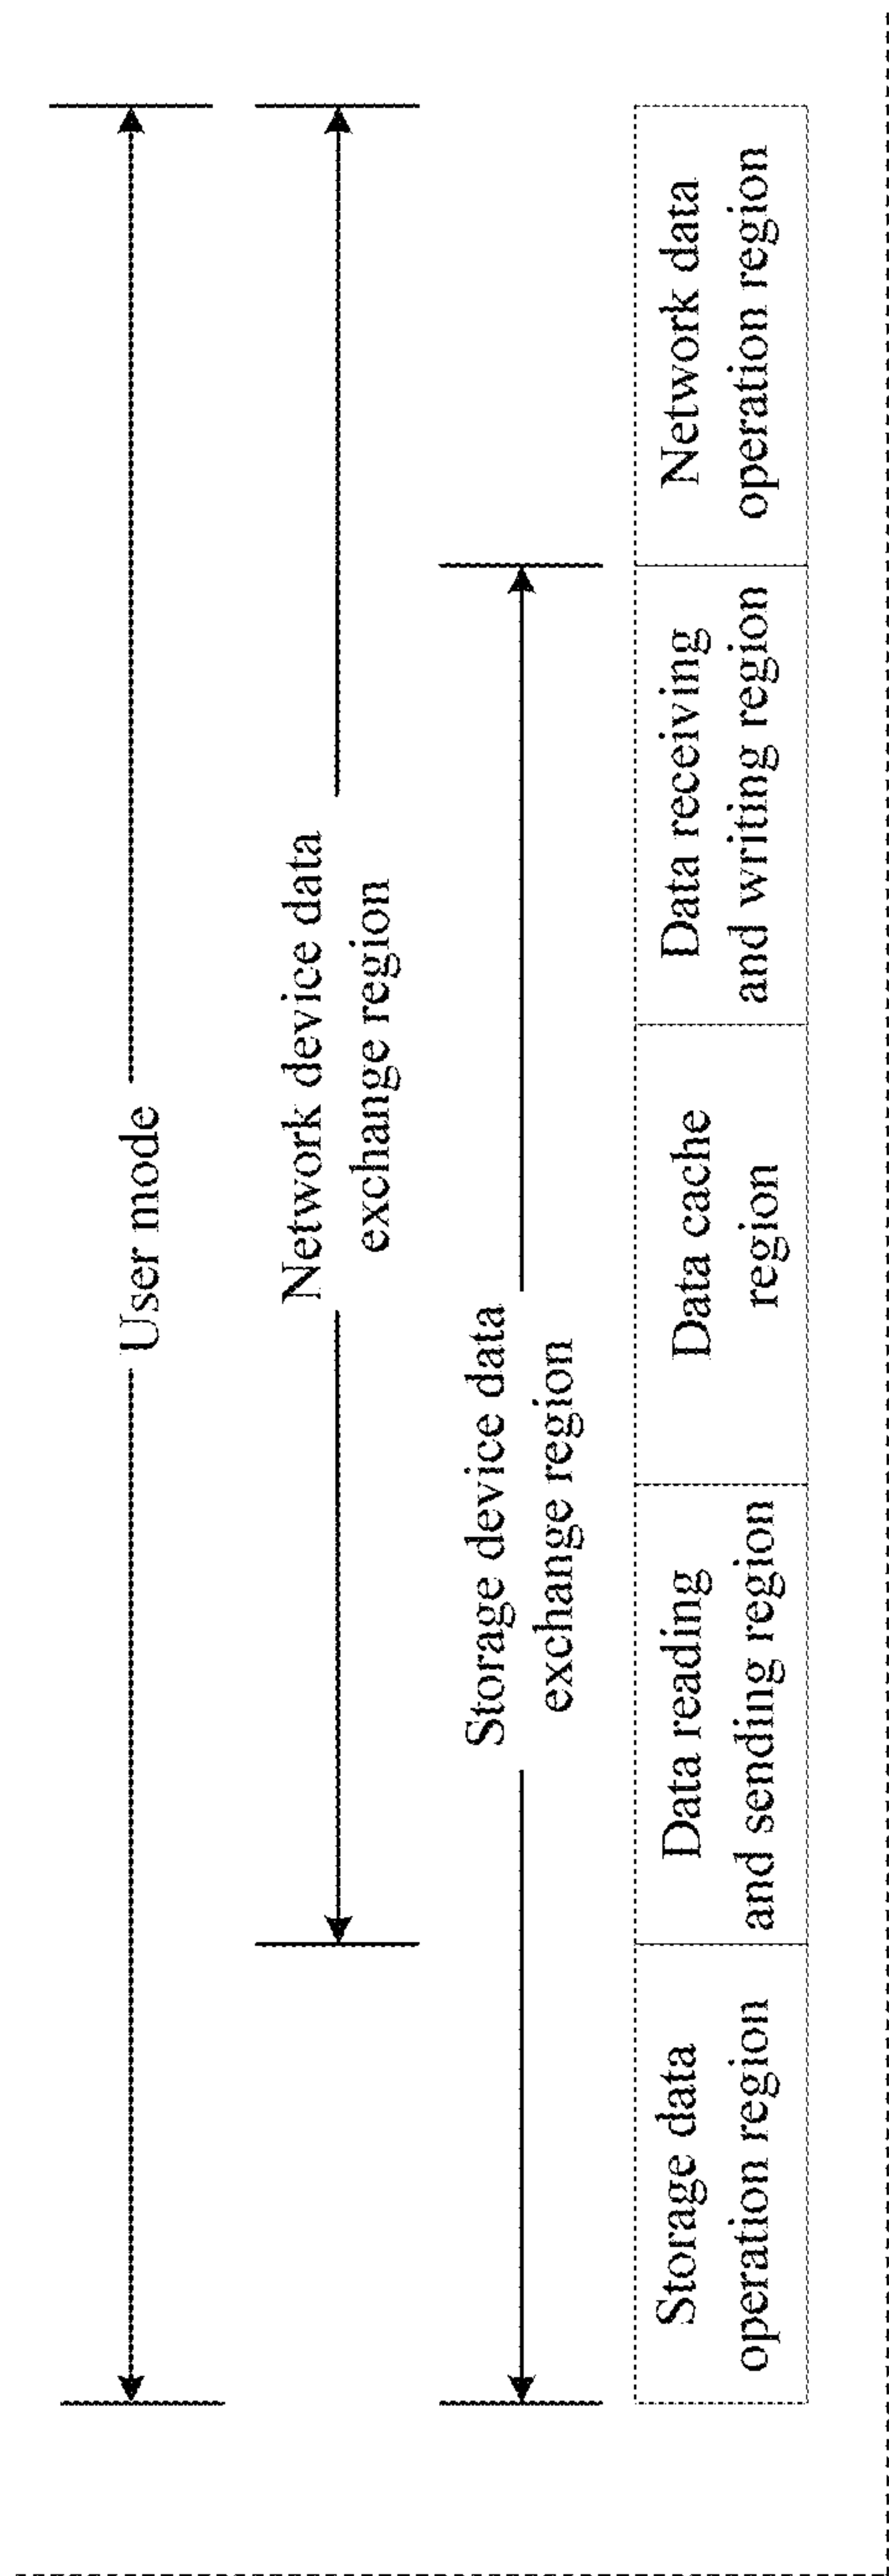 User mode
Network device data
exchange region
Storage device data
exchange region
Storage data
operation region
Data reading
and sending region
Data cache
region
Data receiving
and writing region
Network data
operation region